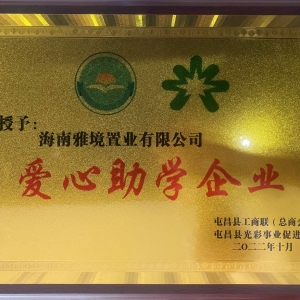 授予：
海南雅境置业有限公司
爱心助学企业
屯昌县工商联（总商会
屯昌县光彩事业促进
二〇二二年十月